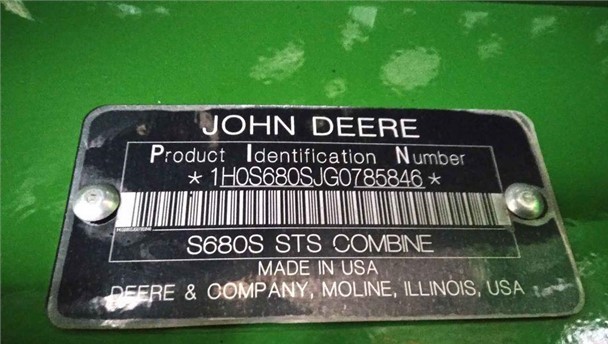 JOHN DEERE
Product Identification Number
*1H0S680SJG0785846*
S680S STS COMBINE
MADE IN USA
DEERE & COMPANY, MOLINE, ILLINOIS, USA